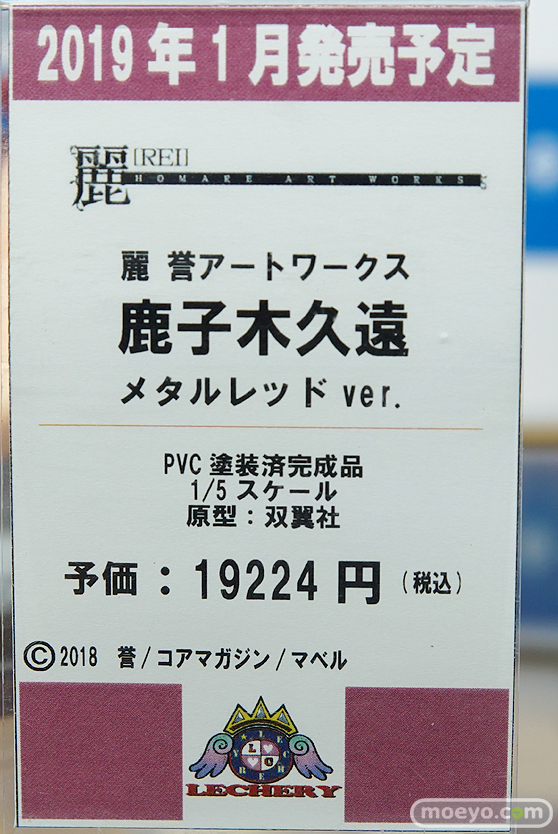 2019年1月発売予定
麗[REI]
HOMARE ART WORKS
麗 誉アートワークス
鹿子木久遠
メタルレッド ver.
PVC塗装済完成品
1/5スケール
原型：双翼社
予価：19224円（税込）
©2018 誉/コアマガジン/マベル
LECHERY
L C
LECHERY
moeyo.com